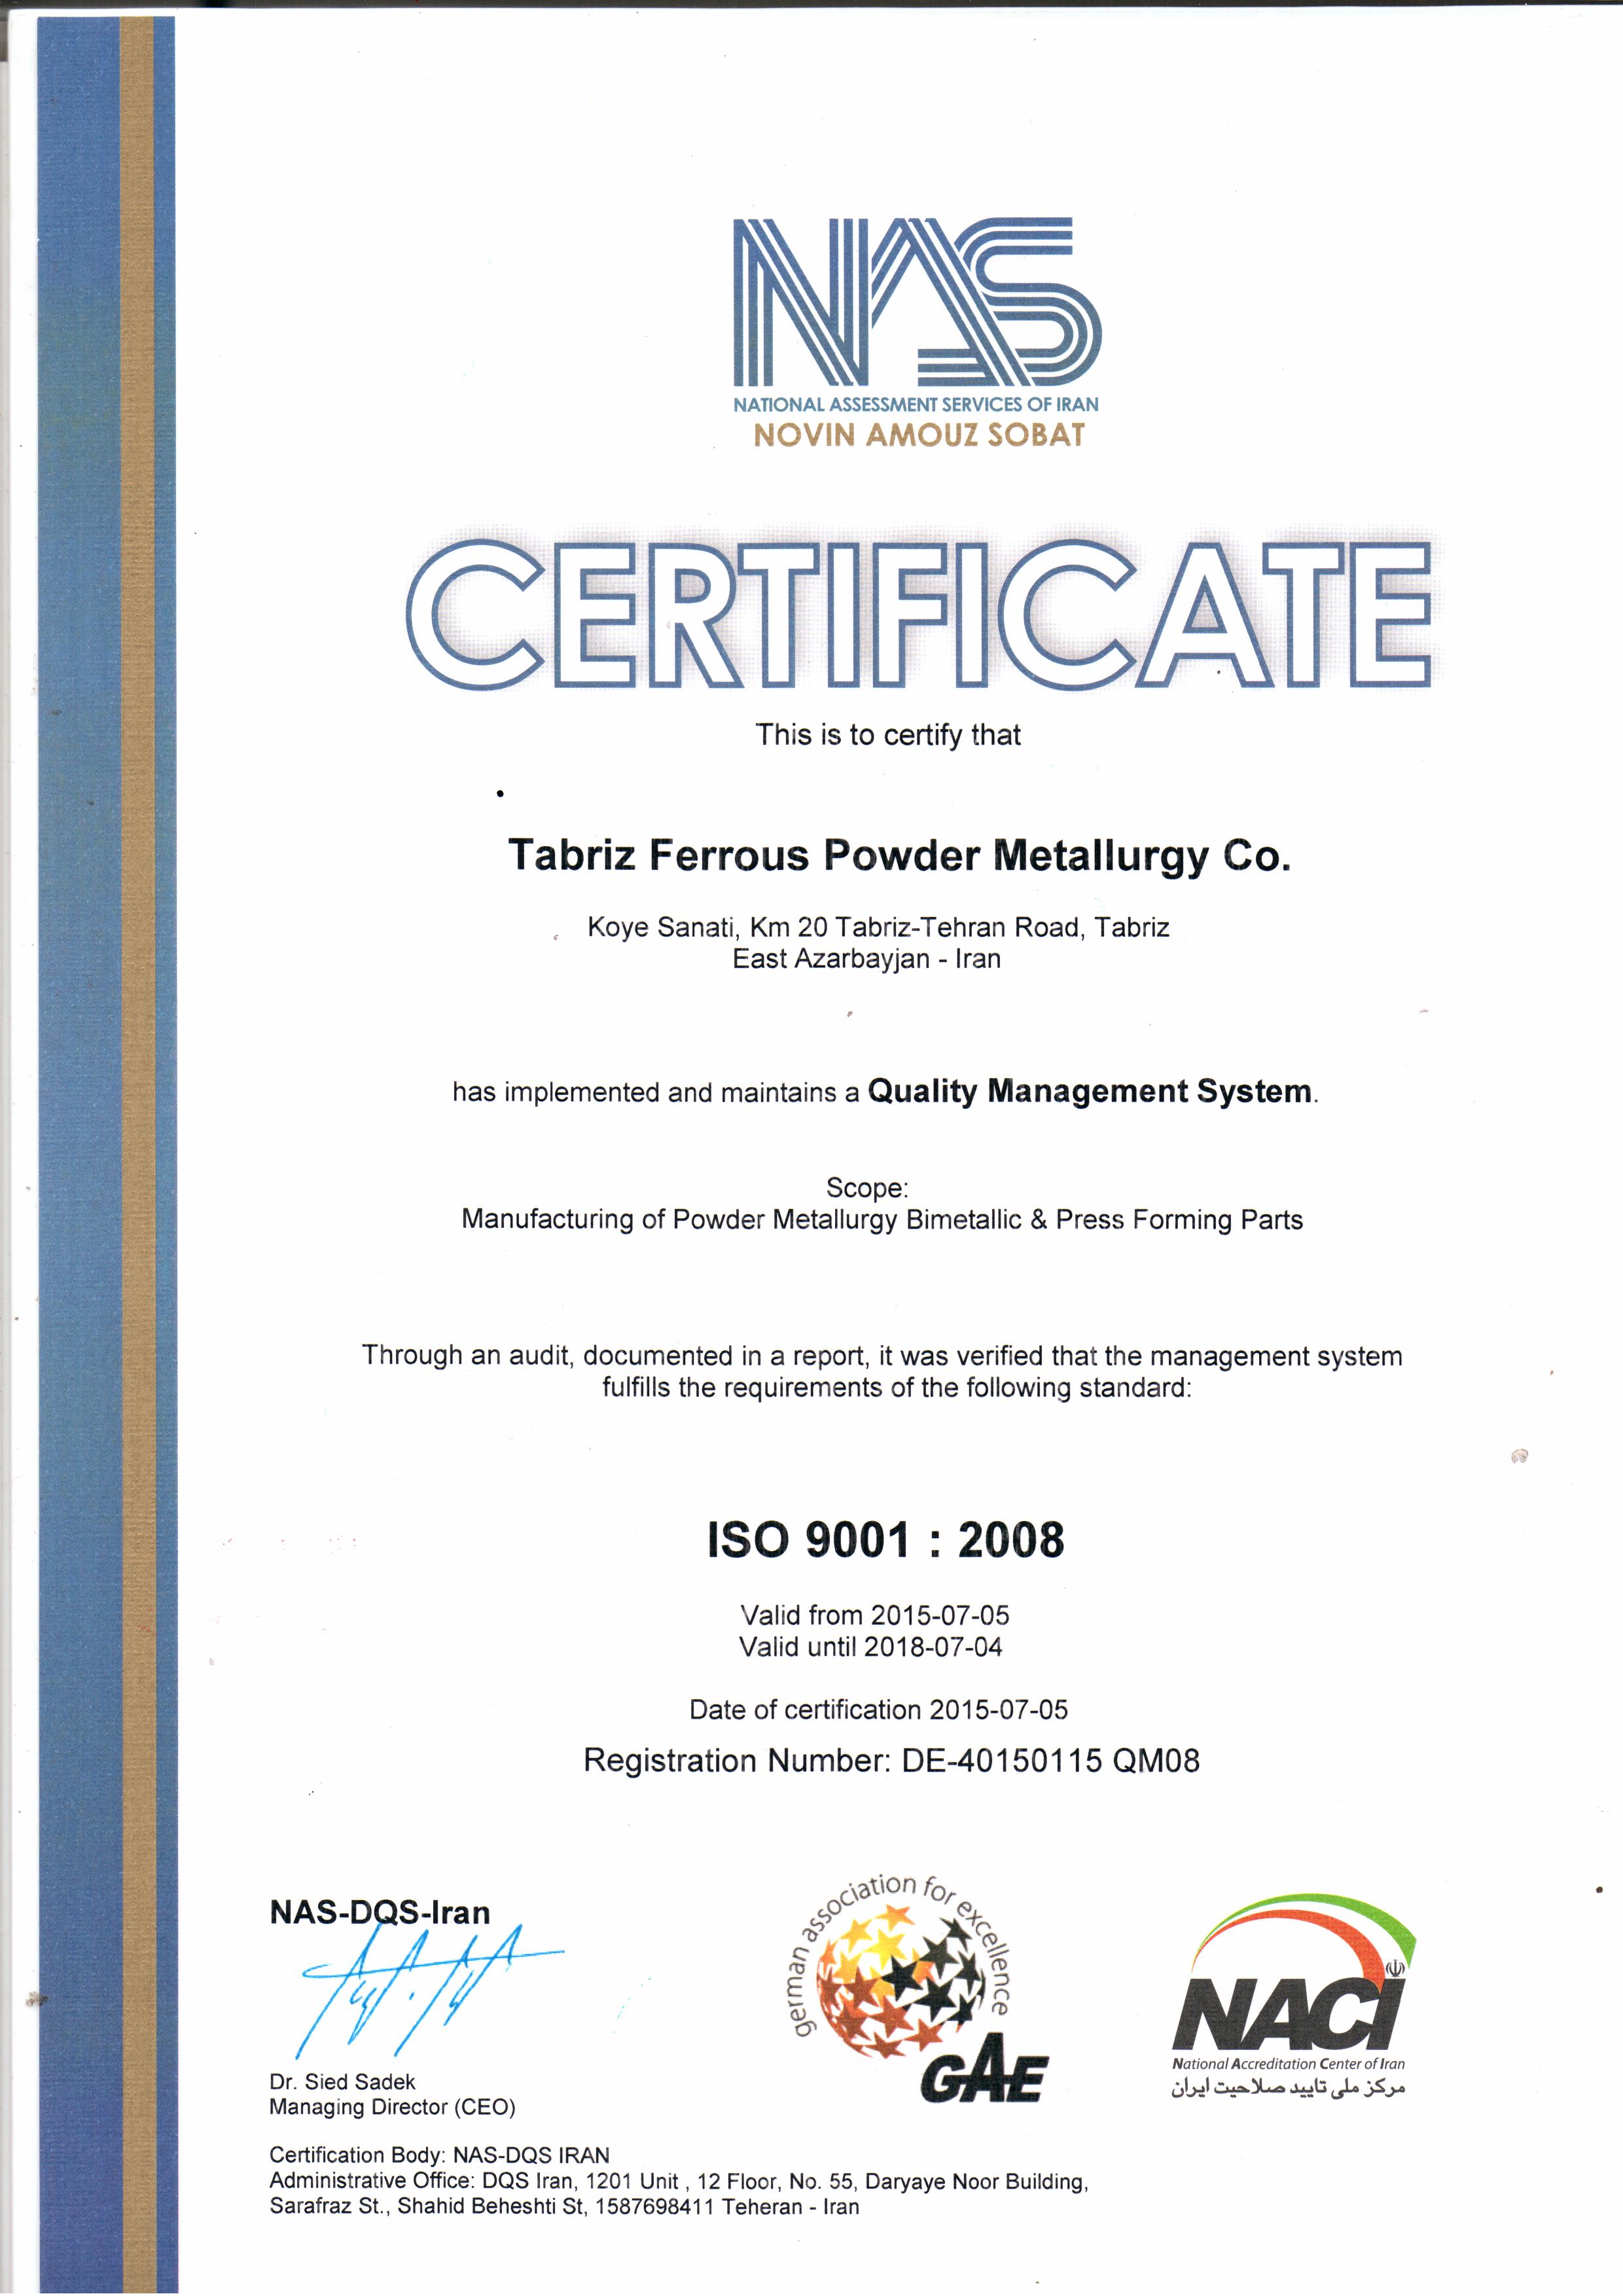 NAS
NATIONAL ASSESSMENT SERVICES OF IRAN
NOVIN AMOUZ SOBAT
CERTIFICATE
This is to certify that
Tabriz Ferrous Powder Metallurgy Co.
Koye Sanati, Km 20 Tabriz-Tehran Road, Tabriz
East Azarbayjan - Iran
has implemented and maintains a Quality Management System.
Scope:
Manufacturing of Powder Metallurgy Bimetallic & Press Forming Parts
Through an audit, documented in a report, it was verified that the management system
fulfills the requirements of the following standard:
ISO 9001 : 2008
Valid from 2015-07-05
Valid until 2018-07-04
Date of certification 2015-07-05
Registration Number: DE-40150115 QM08
NAS-DQS-Iran
Dr. Sied Sadek
Managing Director (CEO)
german association for excellence
GAE
NACI
National Accreditation Center of Iran
مرکز ملی تایید صلاحیت ایران
Certification Body: NAS-DQS IRAN
Administrative Office: DQS Iran, 1201 Unit , 12 Floor, No. 55, Daryaye Noor Building,
Sarafraz St., Shahid Beheshti St, 1587698411 Teheran - Iran